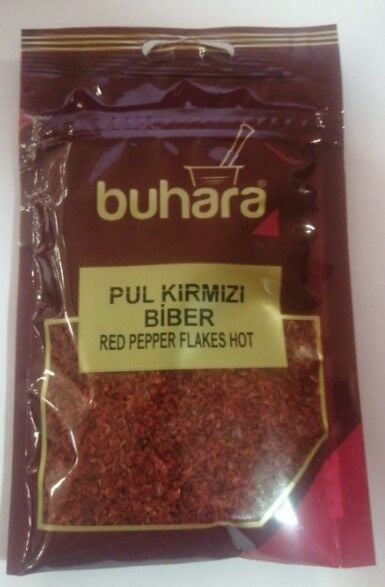 buhara®
PUL KIRMIZI
BİBER
RED PEPPER FLAKES HOT